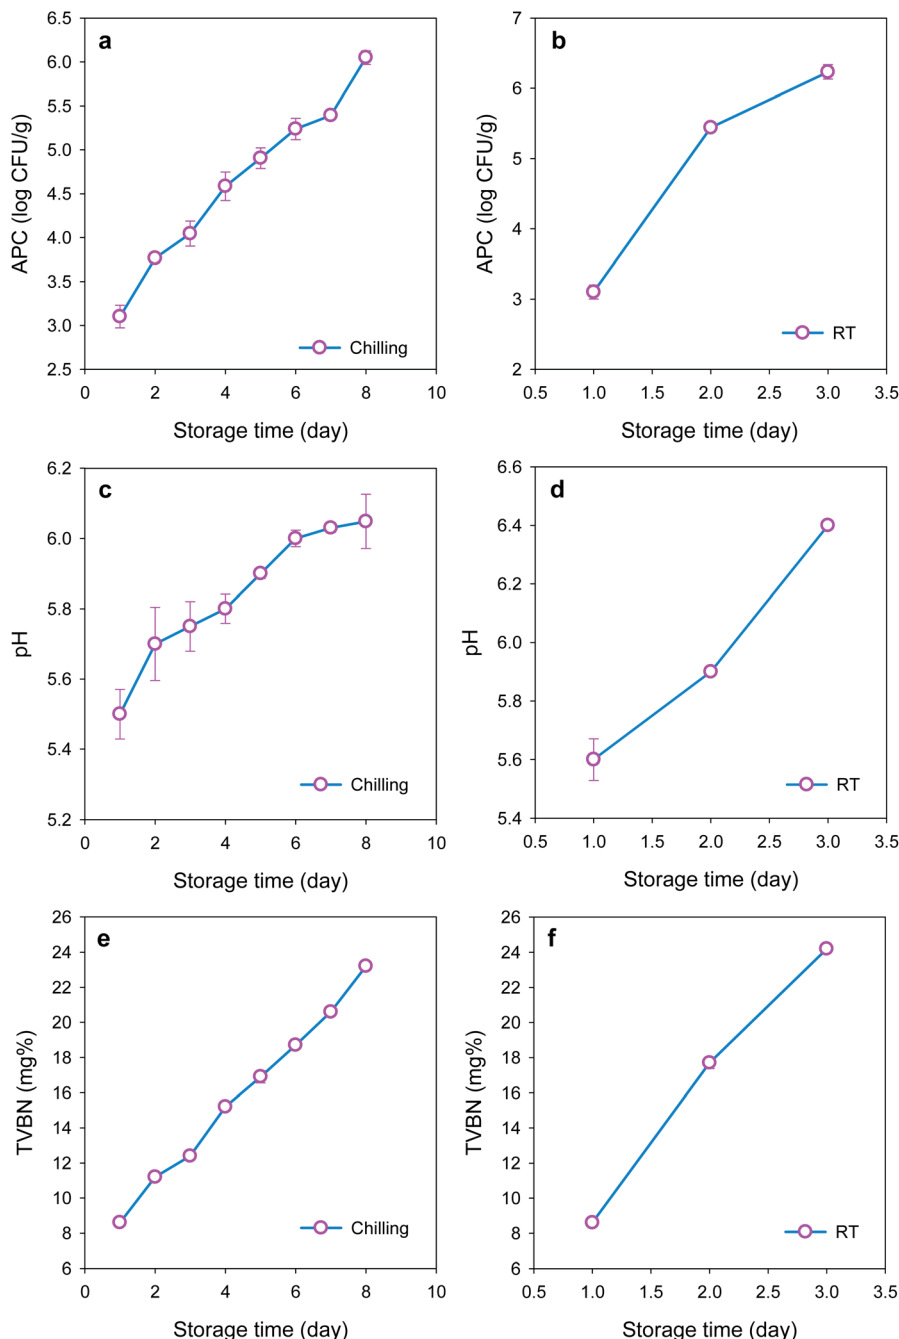 a
6.5
6.0
5.5
5.0
4.5
4.0
3.5
3.0
2.5
APC (log CFU/g)
Chilling
0 2 4 6 8 10
Storage time (day)
b
7
6
5
4
3
2
APC (log CFU/g)
RT
0.5 1.0 1.5 2.0 2.5 3.0 3.5
Storage time (day)
c
6.2
6.0
5.8
5.6
5.4
5.2
pH
Chilling
0 2 4 6 8 10
Storage time (day)
d
6.6
6.4
6.2
6.0
5.8
5.6
5.4
pH
RT
0.5 1.0 1.5 2.0 2.5 3.0 3.5
Storage time (day)
e
26
24
22
20
18
16
14
12
10
8
6
TVBN (mg%)
Chilling
0 2 4 6 8 10
Storage time (day)
f
26
24
22
20
18
16
14
12
10
8
6
TVBN (mg%)
RT
0.5 1.0 1.5 2.0 2.5 3.0 3.5
Storage time (day)